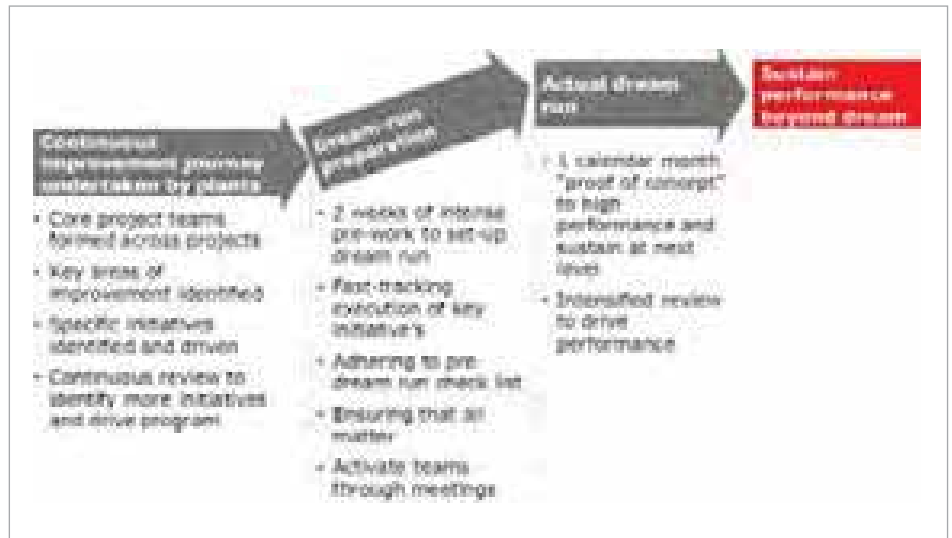 Continuous
improvement journey
undertaken by plants
• Core project teams
formed across projects
• Key areas of
improvement identified
• Specific initiatives
identified and driven
• Continuous review to
identify more initiatives
and drive program
Dream-run
preparation
• 2 weeks of intense
pre-work to set-up
dream run
• Fast-tracking
execution of key
initiative's
• Adhering to pre
dream run check list
• Ensuring that all
matter
• Activate teams
through meetings
Actual dream
run
• 1 calendar month
"proof of concept"
to high
performance and
sustain at next
level
• Intensified review
to drive
performance
Sustain
performance
beyond dream